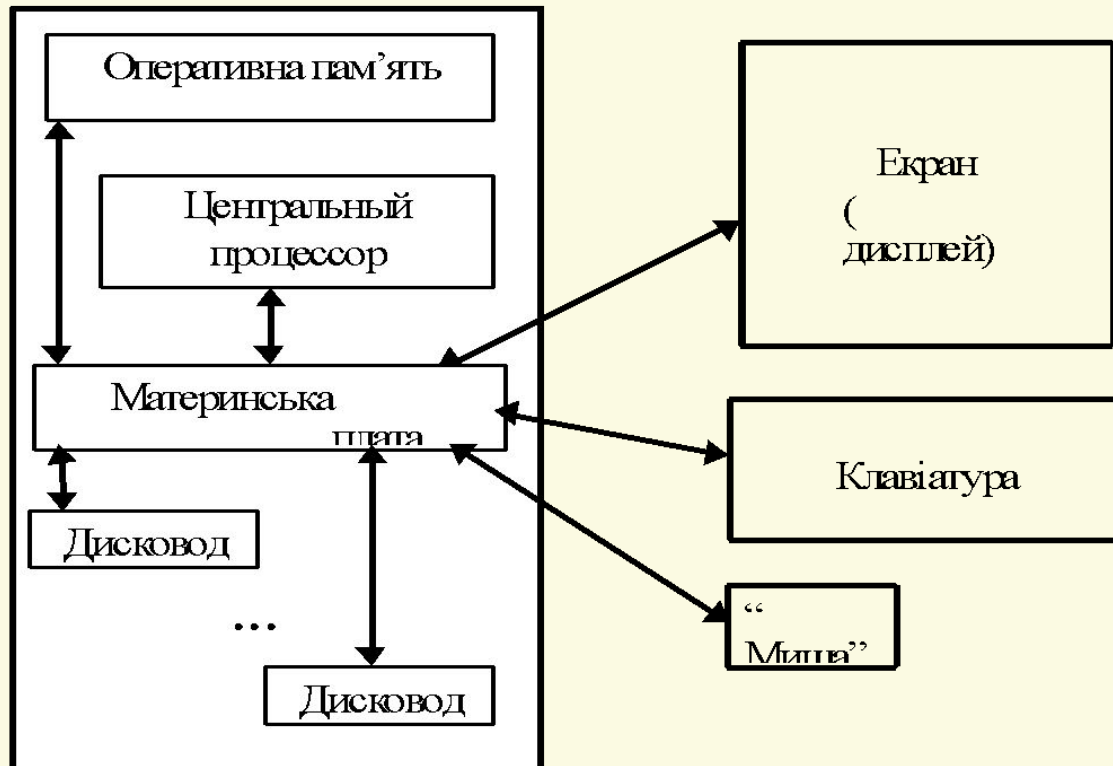 Оперативна пам’ять
Центральный
процессор
Материнська
плата
Дисковод
...
Дисковод
Екран
(
дисплей)
Клавіатура
“
Миша”